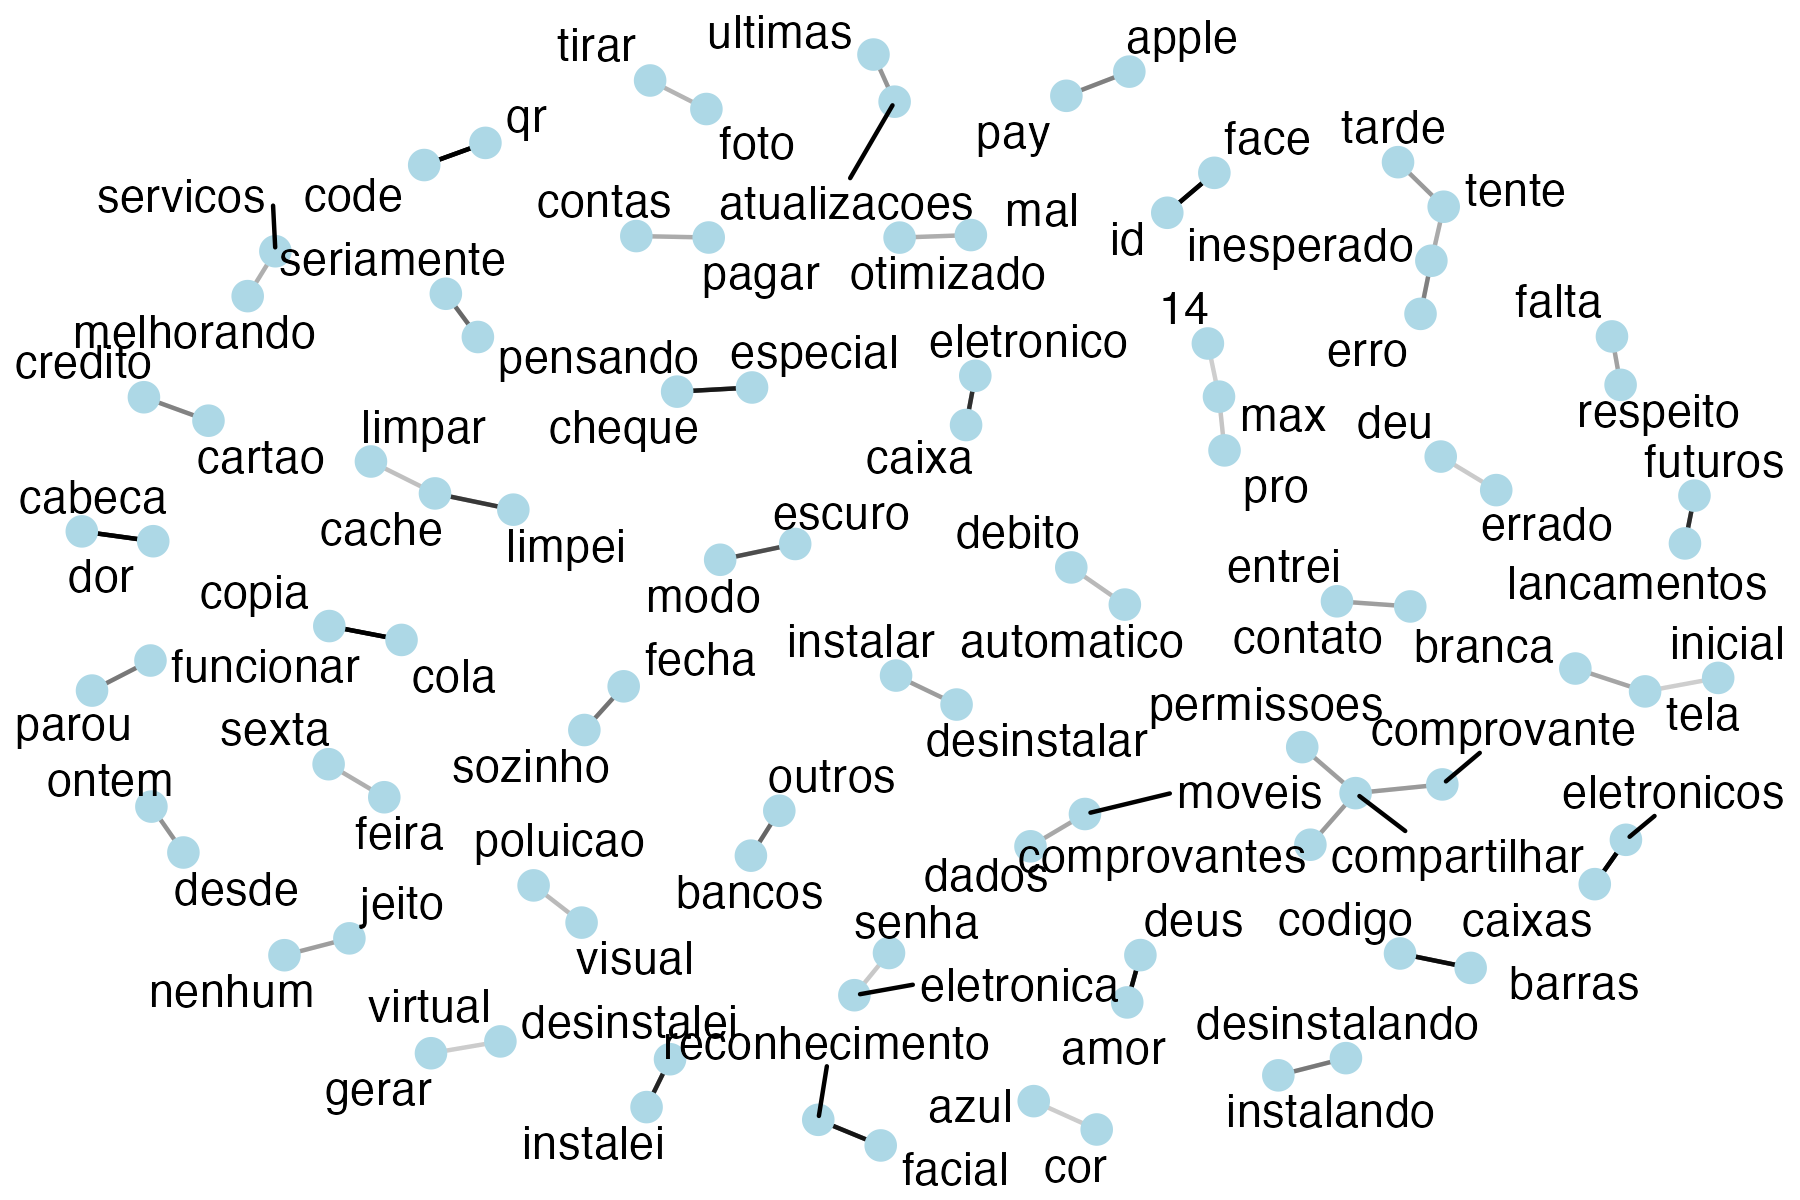 ultimas
apple
tirar
qr
foto
pay
face
tarde
servicos
code
contas
atualizacoes
mal
id
tente
inesperado
seriamente
pagar
otimizado
14
falta
melhorando
credito
pensando
especial
eletronico
erro
limpar
cheque
max
deu
respeito
cartao
caixa
pro
futuros
cabeca
cache
limpei
escuro
debito
errado
dor
copia
modo
entrei
lancamentos
funcionar
cola
fecha
instalar
automatico
contato
branca
inicial
parou
sexta
sozinho
desinstalar
permissoes
comprovante
tela
ontem
outros
moveis
eletronicos
feira
poluicao
dados
comprovantes
compartilhar
desde
jeito
bancos
senha
deus
codigo
caixas
nenhum
visual
eletronica
barras
virtual
desinstalei
reconhecimento
amor
desinstalando
gerar
azul
instalando
instalei
facial
cor